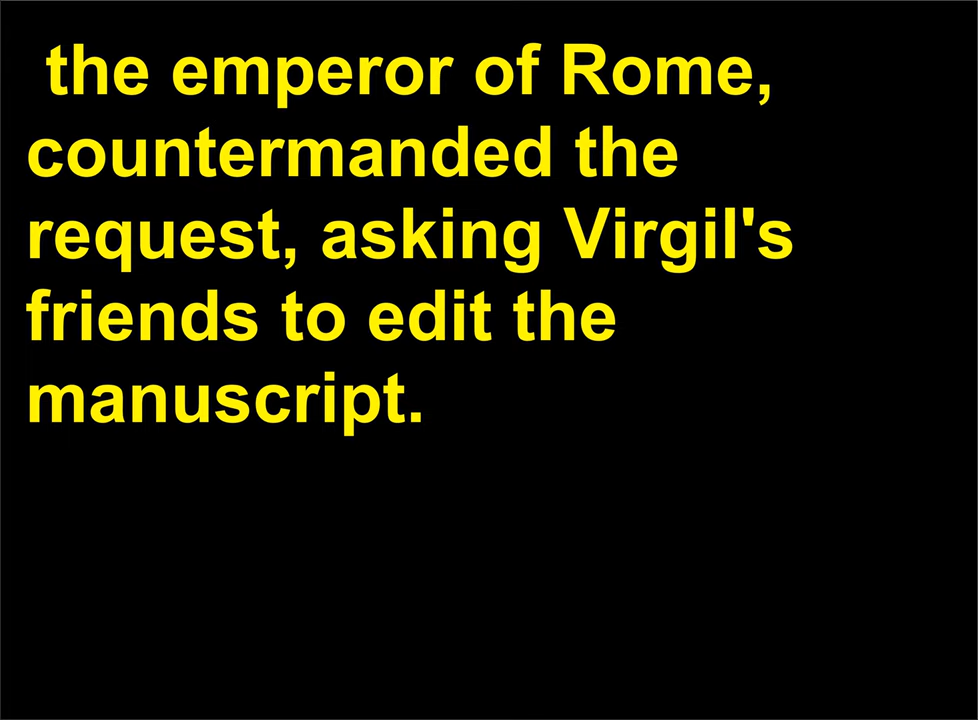 the emperor of Rome,
countermanded the
request, asking Virgil's
friends to edit the
manuscript.